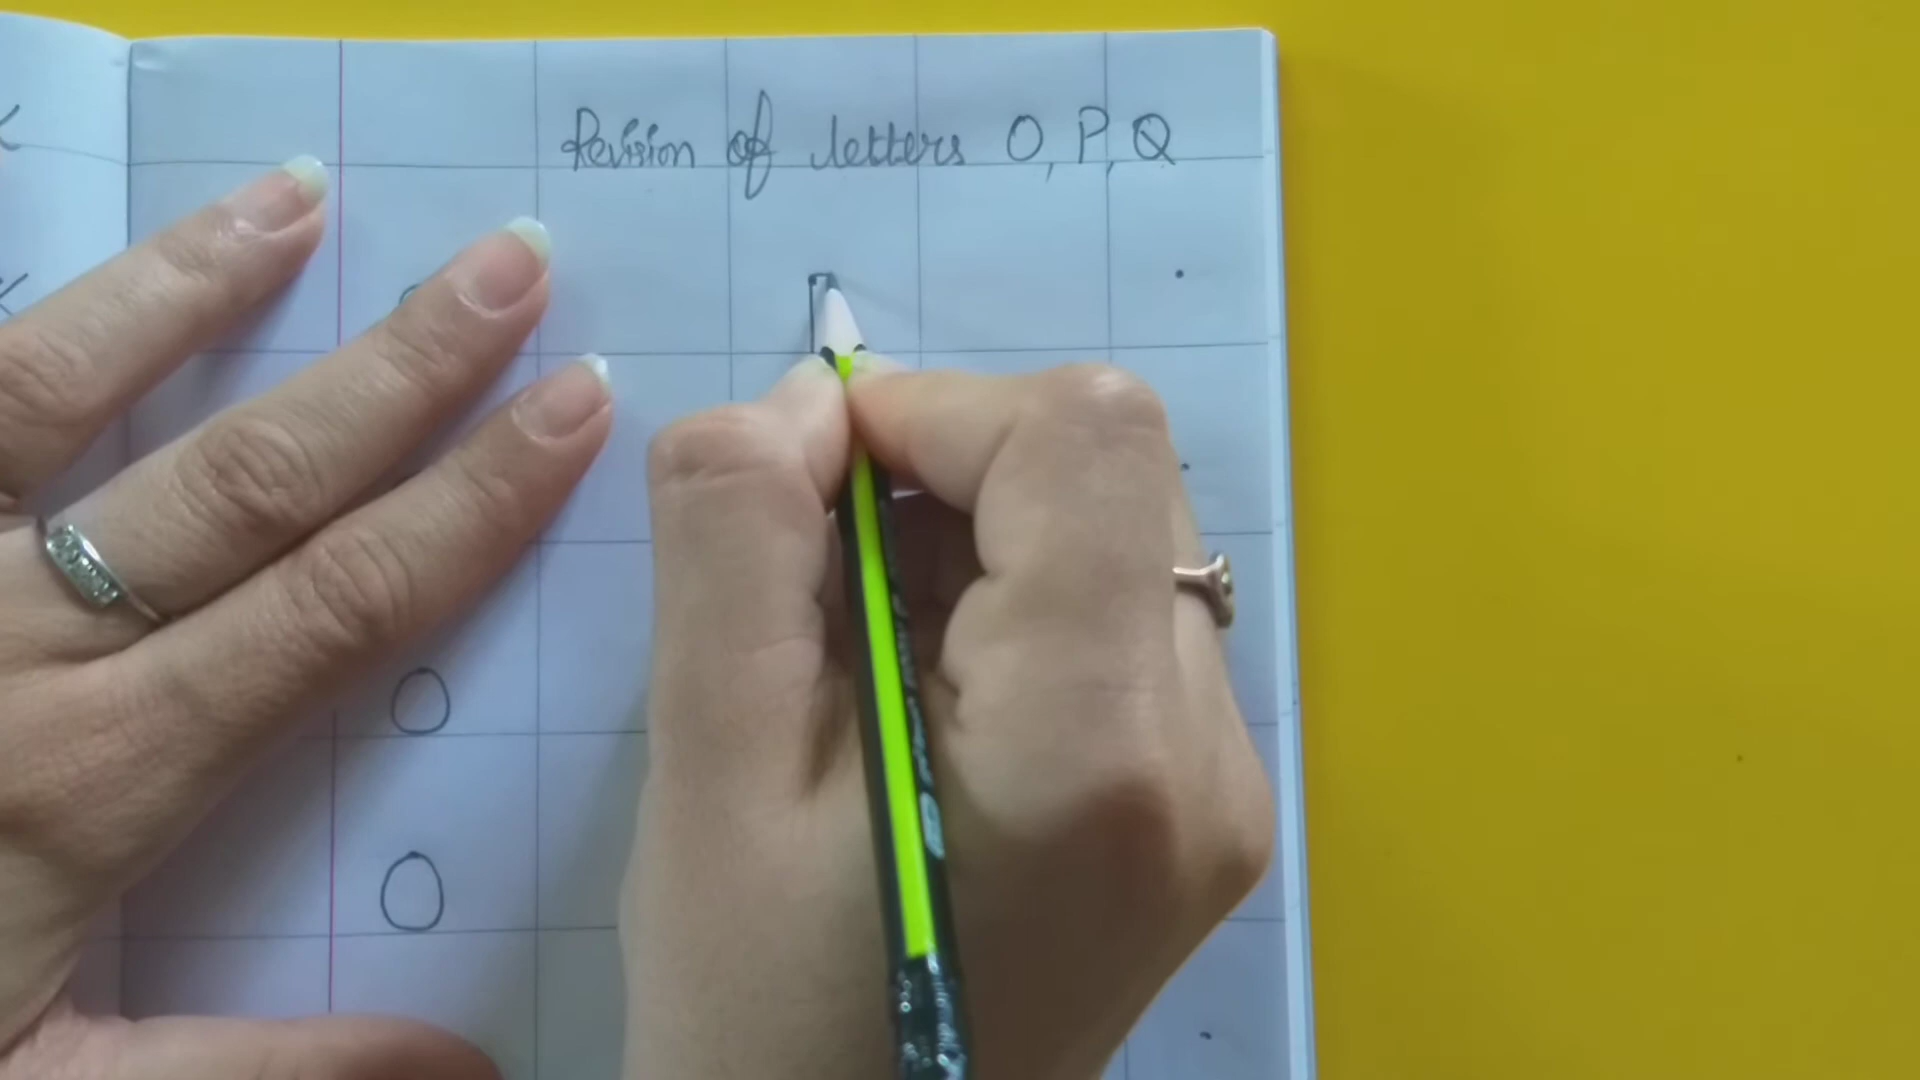 Revision of letters O, P, Q
O
O